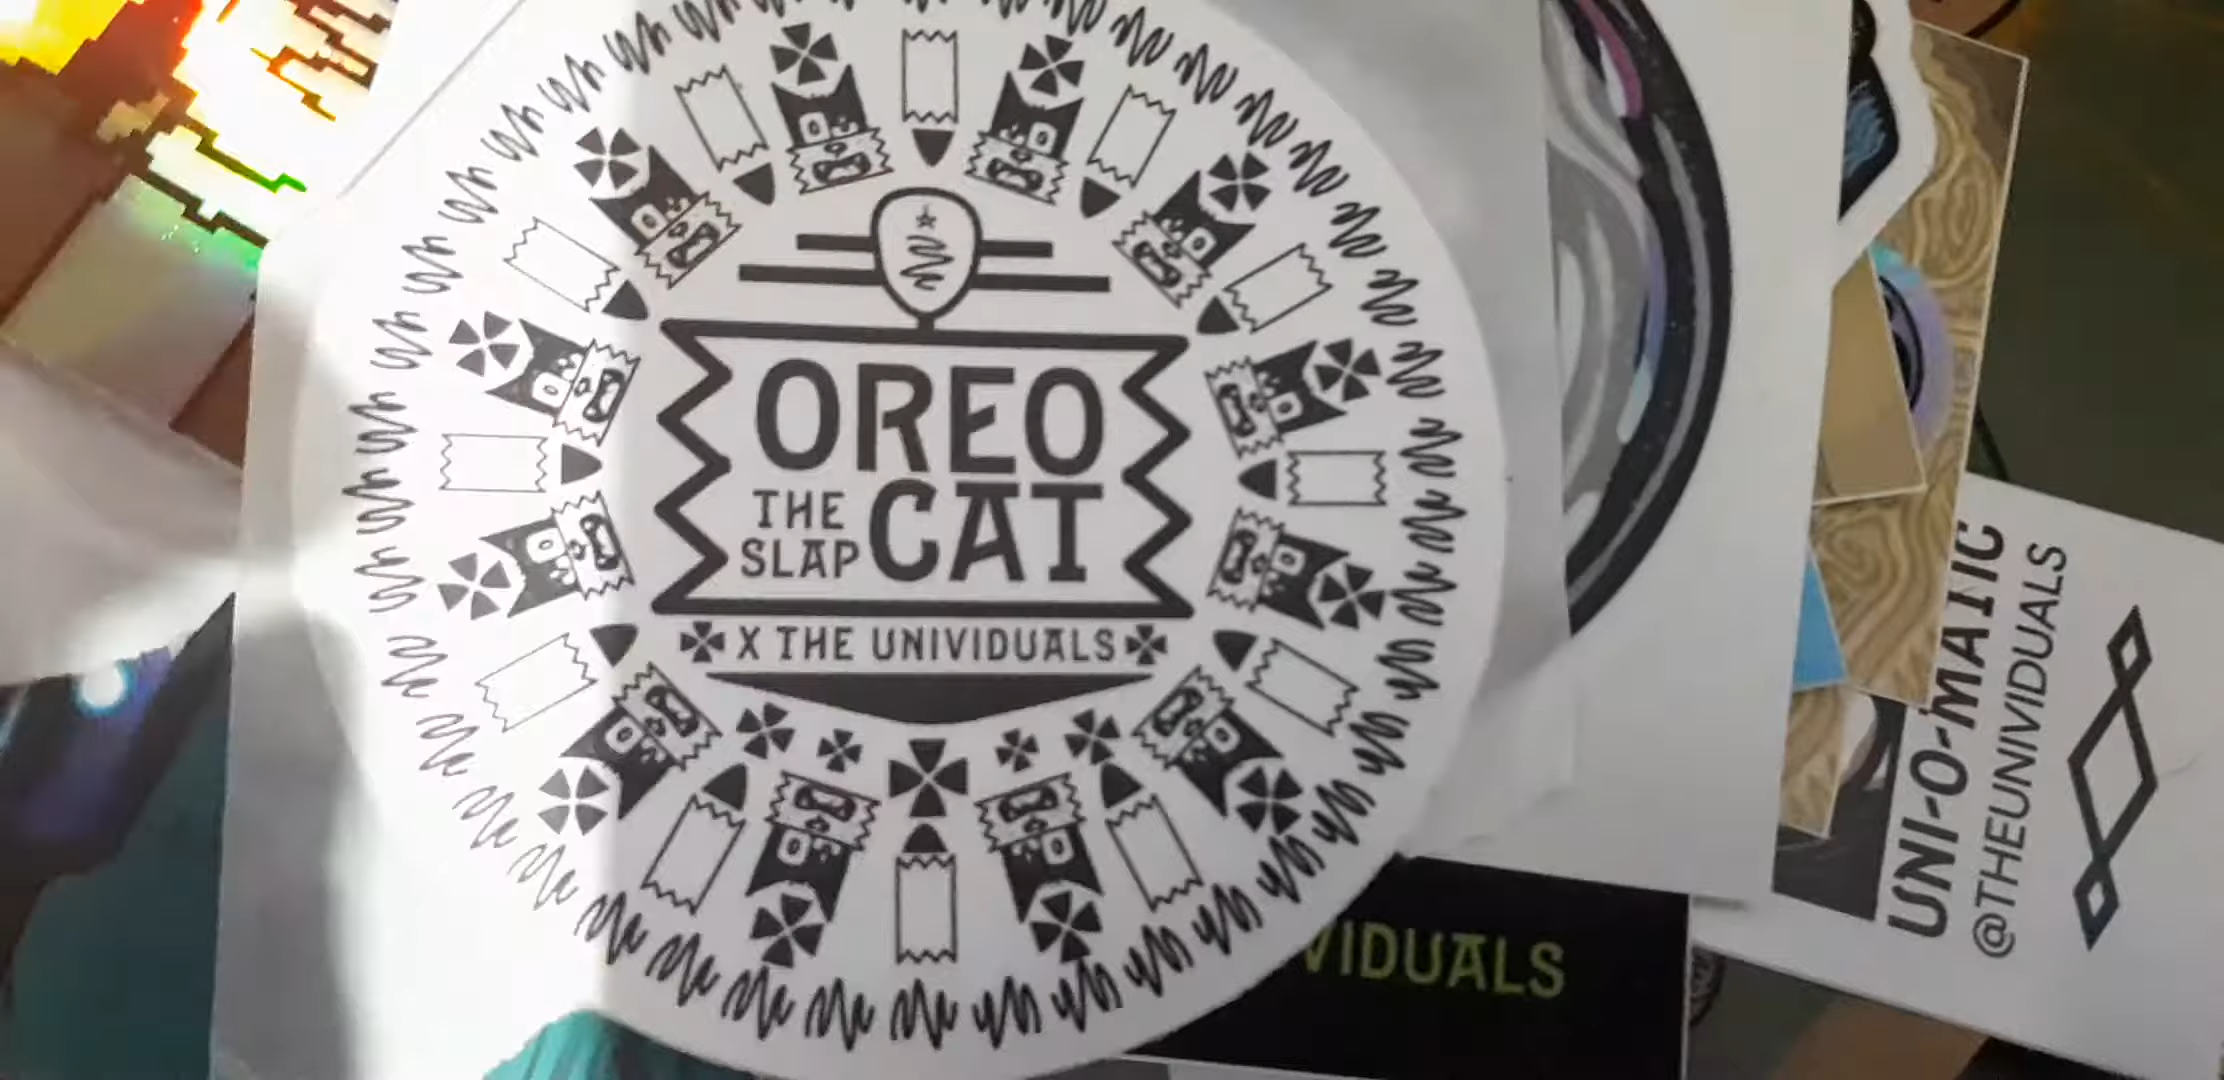 OREO
THE SLAP CAT
X THE UNIVIDUALS
VIDUALS
UNI-O-MATIC
@THEUNIVIDUALS